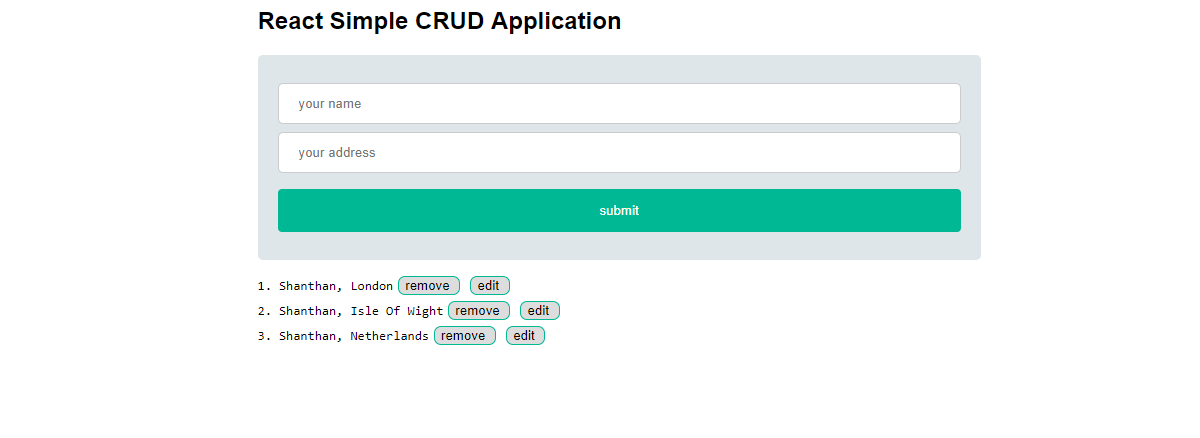 React Simple CRUD Application
your name
your address
submit
1. Shanthan, London remove edit
2. Shanthan, Isle Of Wight remove edit
3. Shanthan, Netherlands remove edit